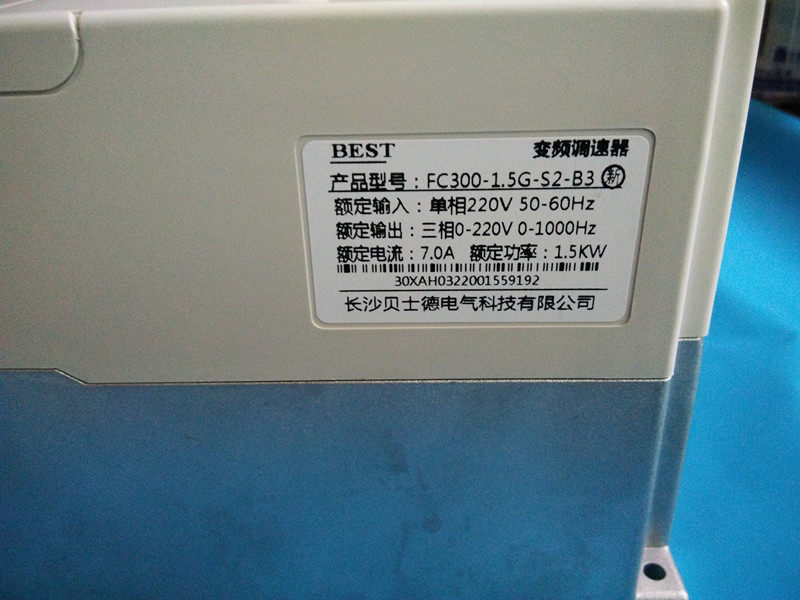 BEST 变频调速器
产品型号：FC300-1.5G-S2-B3 新
额定输入：单相220V 50-60Hz
额定输出：三相0-220V 0-1000Hz
额定电流：7.0A 额定功率：1.5KW
30XAH0322001559192
长沙贝士德电气科技有限公司